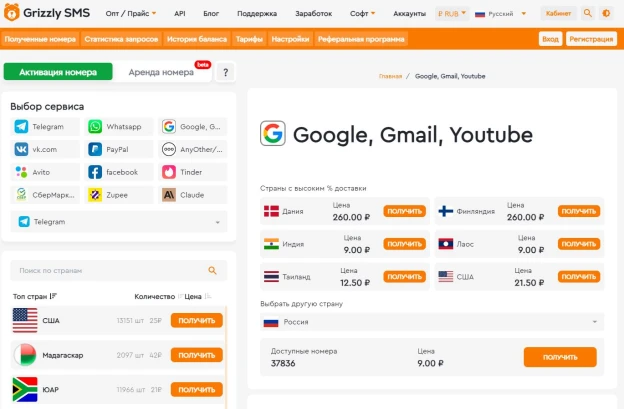 Grizzly SMS
Опт / Прайс
API
Блог
Поддержка
Заработок
Софт
Аккаунты
₽ RUB
Русский
Кабинет
Полученные номера
Статистика запросов
История баланса
Тарифы
Настройки
Реферальная программа
Вход
Регистрация
Активация номера
Аренда номера
beta
?
Главная / Google, Gmail, Youtube
Выбор сервиса
Telegram
Whatsapp
Google, G...
vk.com
PayPal
AnyOther/...
Avito
facebook
Tinder
СберМарк...
Zupee
Claude
Telegram
Поиск по странам
Топ стран
Количество
Цена
США
13151 шт
25₽
ПОЛУЧИТЬ
Мадагаскар
2097 шт
42₽
ПОЛУЧИТЬ
ЮАР
11966 шт
21₽
ПОЛУЧИТЬ
Google, Gmail, Youtube
Страны с высоким % доставки
Дания
Цена
260.00 ₽
ПОЛУЧИТЬ
Финляндия
Цена
260.00 ₽
ПОЛУЧИТЬ
Индия
Цена
9.00 ₽
ПОЛУЧИТЬ
Лаос
Цена
9.00 ₽
ПОЛУЧИТЬ
Таиланд
Цена
12.50 ₽
ПОЛУЧИТЬ
США
Цена
21.50 ₽
ПОЛУЧИТЬ
Выбрать другую страну
Россия
Доступные номера
37836
Цена
9.00 ₽
ПОЛУЧИТЬ